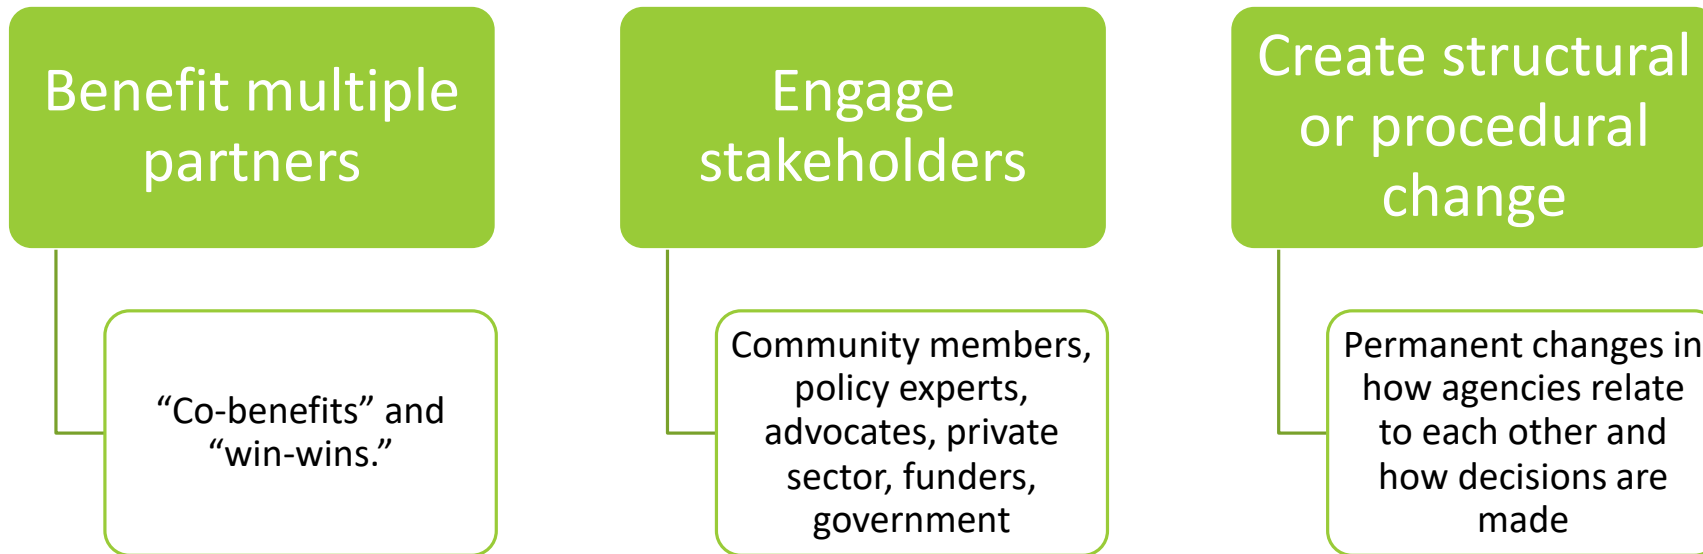 Benefit multiple
partners
“Co-benefits” and
“win-wins.”
Engage
stakeholders
Community members,
policy experts,
advocates, private
sector, funders,
government
Create structural
or procedural
change
Permanent changes in
how agencies relate
to each other and
how decisions are
made